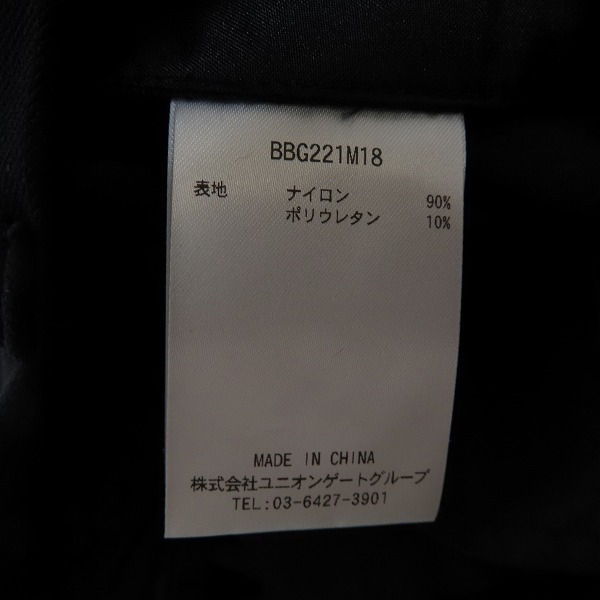 BBG221M18
表地 ナイロン 90%
ポリウレタン 10%
MADE IN CHINA
株式会社ユニオンゲートグループ
TEL:03-6427-3901